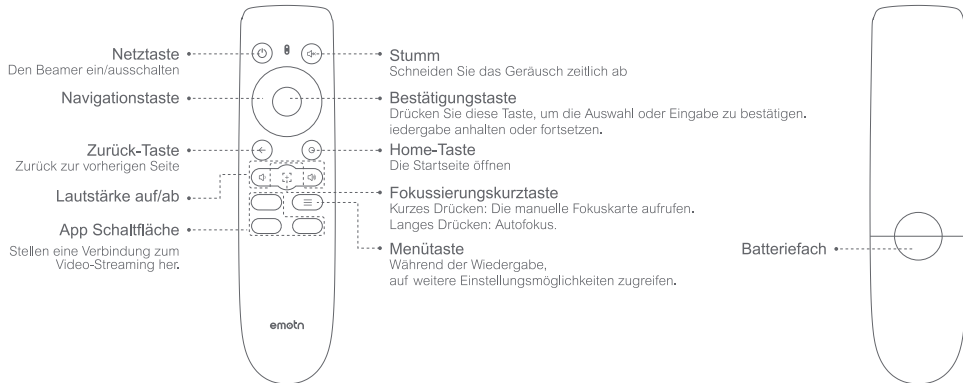 Netztaste
Den Beamer ein/ausschalten
Navigationstaste
Zurück-Taste
Zurück zur vorherigen Seite
Lautstärke auf/ab
App Schaltfläche
Stellen eine Verbindung zum
Video-Streaming her.
Stumm
Schneiden Sie das Geräusch zeitlich ab
Bestätigungstaste
Drücken Sie diese Taste, um die Auswahl oder Eingabe zu bestätigen.
iedergabe anhalten oder fortsetzen.
Home-Taste
Die Startseite öffnen
Fokussierungskurztaste
Kurzes Drücken: Die manuelle Fokuskarte aufrufen.
Langes Drücken: Autofokus.
Menütaste
Während der Wiedergabe,
auf weitere Einstellungsmöglichkeiten zugreifen.
emotn
Batteriefach